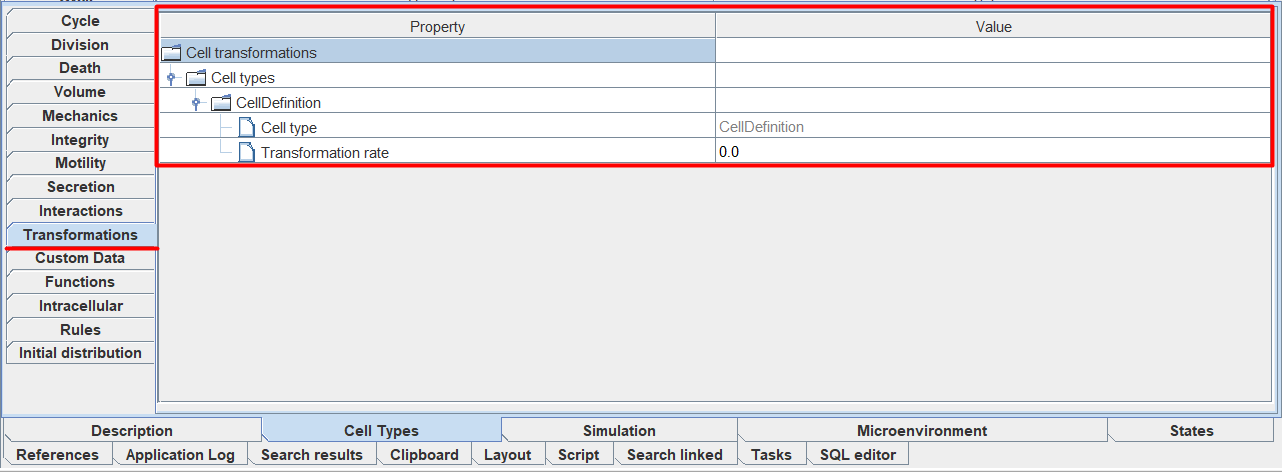 Cycle
Division
Death
Volume
Mechanics
Integrity
Motility
Secretion
Interactions
Transformations
Custom Data
Functions
Intracellular
Rules
Initial distribution
Property Value
Cell transformations
Cell types
CellDefinition
Cell type CellDefinition
Transformation rate 0.0
Description Cell Types Simulation Microenvironment States
References Application Log Search results Clipboard Layout Script Search linked Tasks SQL editor